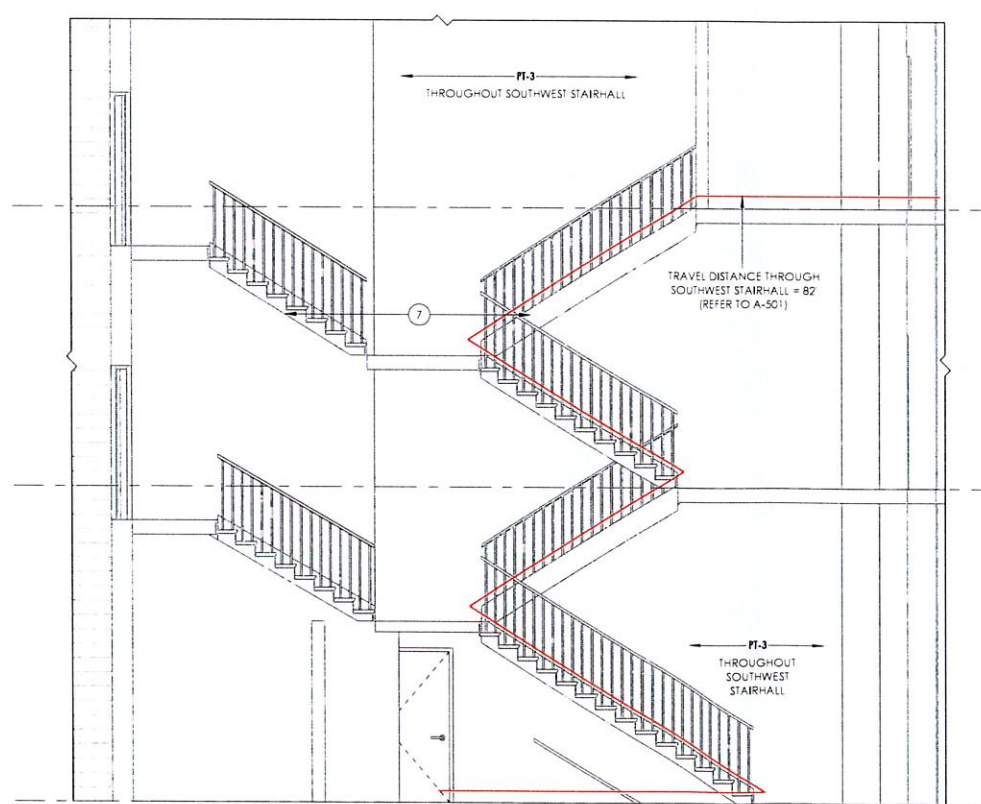 PT-3
THROUGHOUT SOUTHWEST STAIRHALL
TRAVEL DISTANCE THROUGH
SOUTHWEST STAIRHALL = 82'
(REFER TO A-501)
7
PT-3
THROUGHOUT
SOUTHWEST
STAIRHALL